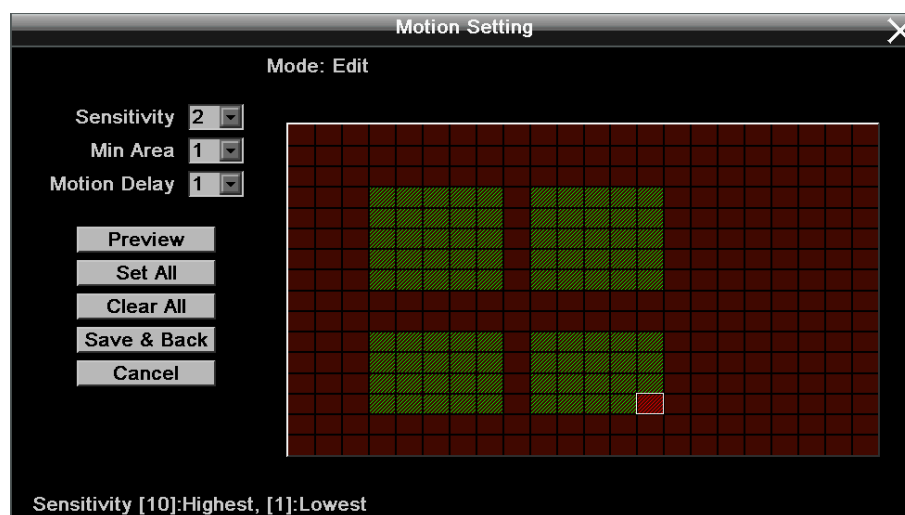 Motion Setting
Mode: Edit
Sensitivity 2
Min Area 1
Motion Delay 1
Preview
Set All
Clear All
Save & Back
Cancel
Sensitivity [10]:Highest, [1]:Lowest